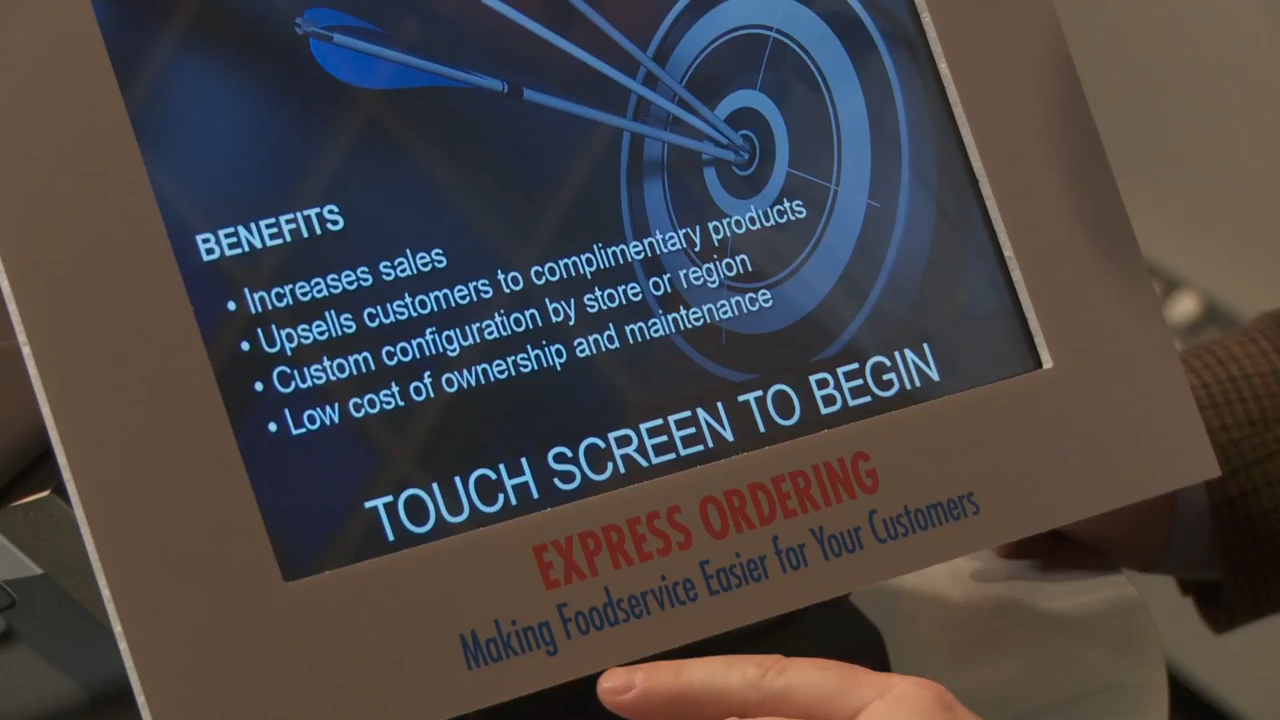 BENEFITS
• Increases sales
• Upsells customers to complimentary products
• Custom configuration by store or region
• Low cost of ownership and maintenance
TOUCH SCREEN TO BEGIN
EXPRESS ORDERING
Making Foodservice Easier for Your Customers